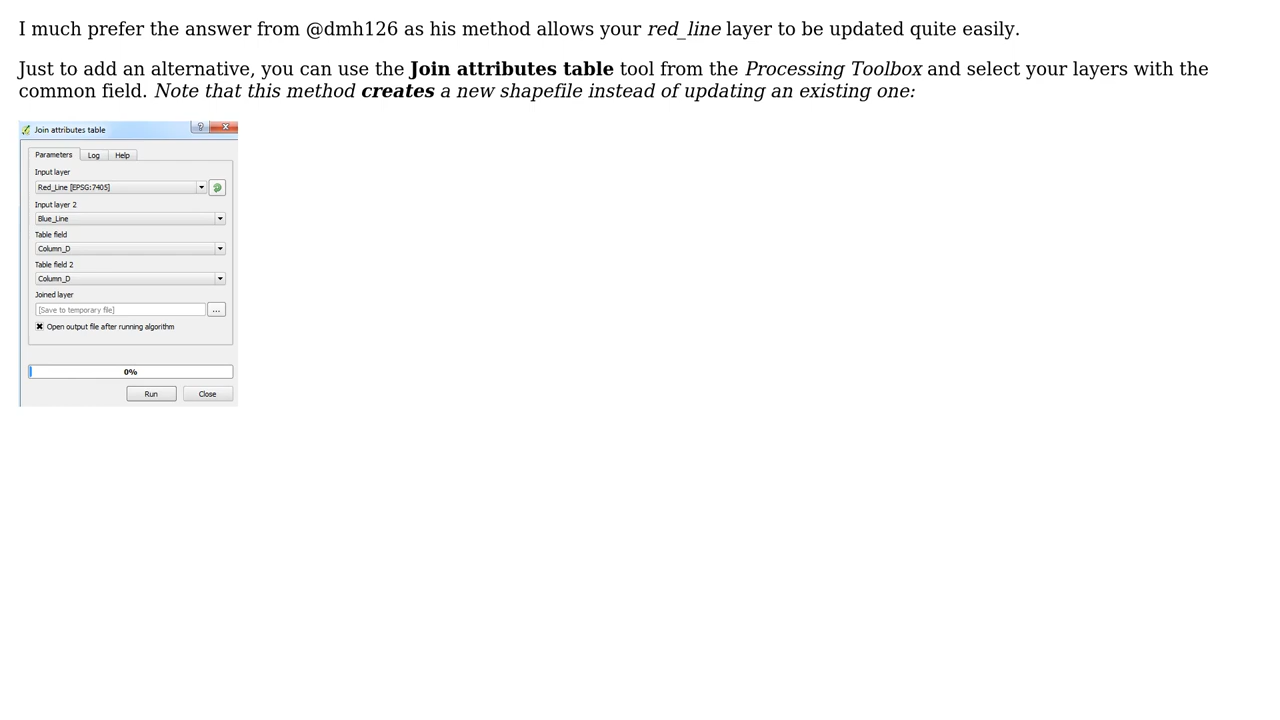 I much prefer the answer from @dmh126 as his method allows your red_line layer to be updated quite easily.
Just to add an alternative, you can use the Join attributes table tool from the Processing Toolbox and select your layers with the
common field. Note that this method creates a new shapefile instead of updating an existing one:
Join attributes table
Parameters Log Help
Input layer
Red_Line [EPSG:7405]
Input layer 2
Blue_Line
Table field
Column_D
Table field 2
Column_D
Joined layer
[Save to temporary file] ...
Open output file after running algorithm
0%
Run Close